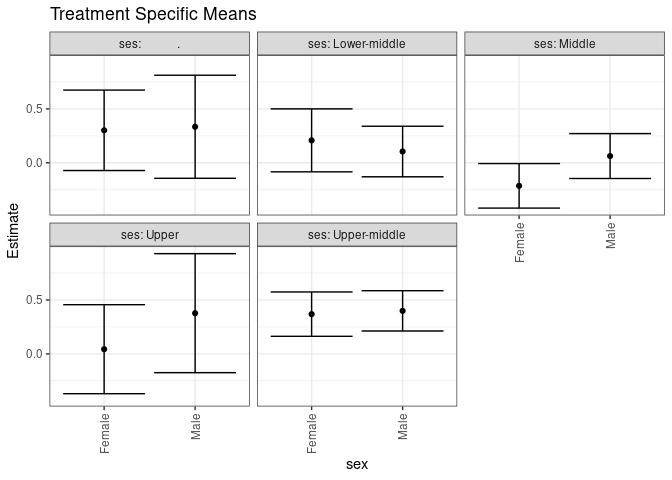 Treatment Specific Means
ses: .
ses: Lower-middle
ses: Middle
0.5
0.0
Female
Male
ses: Upper
ses: Upper-middle
0.5
0.0
Female
Male
Female
Male
Estimate
sex